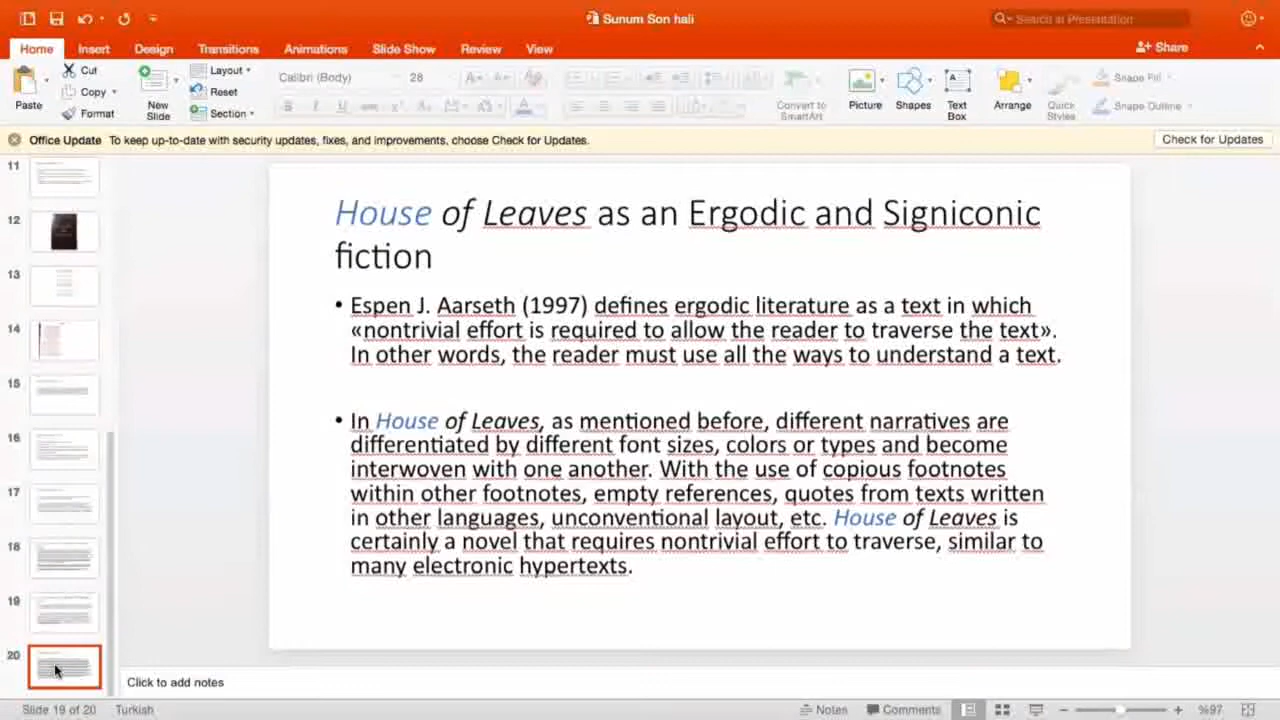 Sunum Son hali
Search in Presentation
Home Insert Design Transitions Animations Slide Show Review View
Share
Paste
Cut
Copy
Format
New Slide
Layout
Reset
Section
Calibri (Body) 28
Convert to SmartArt
Picture
Shapes
Text Box
Arrange
Quick Styles
Shape Fill
Shape Outline
Office Update To keep up-to-date with security updates, fixes, and improvements, choose Check for Updates.
Check for Updates
11
12
13
14
15
16
17
18
19
20
House of Leaves as an Ergodic and Signiconic
fiction
• Espen J. Aarseth (1997) defines ergodic literature as a text in which
«nontrivial effort is required to allow the reader to traverse the text».
In other words, the reader must use all the ways to understand a text.
• In House of Leaves, as mentioned before, different narratives are
differentiated by different font sizes, colors or types and become
interwoven with one another. With the use of copious footnotes
within other footnotes, empty references, quotes from texts written
in other languages, unconventional layout, etc. House of Leaves is
certainly a novel that requires nontrivial effort to traverse, similar to
many electronic hypertexts.
Click to add notes
Slide 19 of 20 Turkish
Notes Comments %97